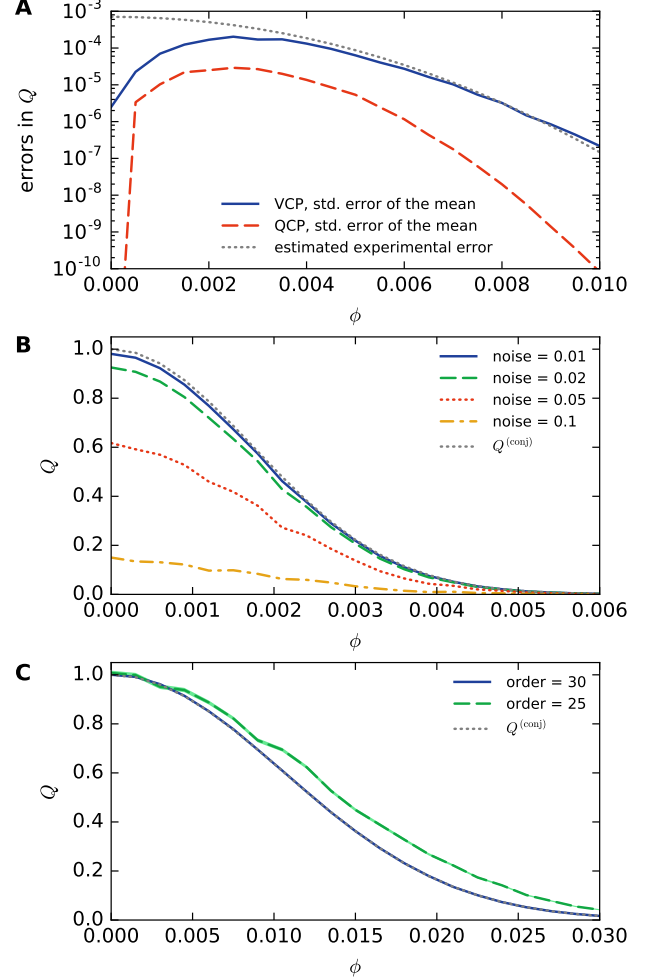 A
errors in Q
10⁻³
10⁻⁴
10⁻⁵
10⁻⁶
10⁻⁷
10⁻⁸
10⁻⁹
10⁻¹⁰
VCP, std. error of the mean
QCP, std. error of the mean
estimated experimental error
0.000 0.002 0.004 0.006 0.008 0.010
ϕ
B
Q
1.0
0.8
0.6
0.4
0.2
0.0
noise = 0.01
noise = 0.02
noise = 0.05
noise = 0.1
Q⁽ᶜᵒⁿʲ⁾
0.000 0.001 0.002 0.003 0.004 0.005 0.006
ϕ
C
Q
1.0
0.8
0.6
0.4
0.2
0.0
order = 30
order = 25
Q⁽ᶜᵒⁿʲ⁾
0.000 0.005 0.010 0.015 0.020 0.025 0.030
ϕ